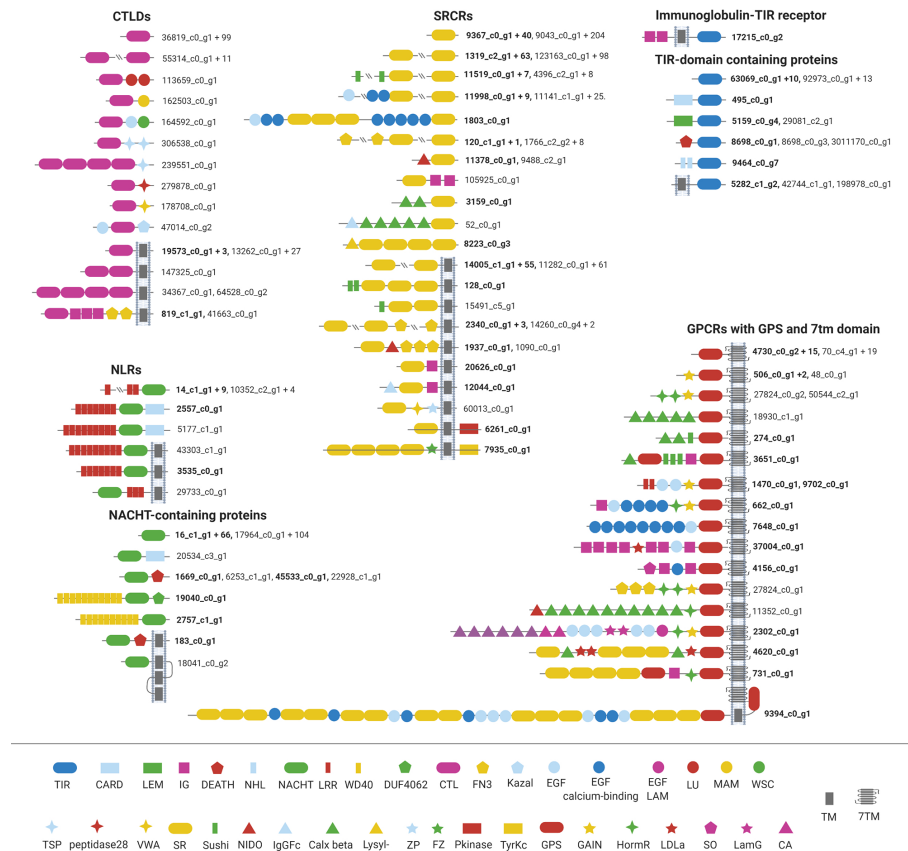 CTLDs
36819_c0_g1 + 99
55314_c0_g1 + 11
113659_c0_g1
162503_c0_g1
164592_c0_g1
306538_c0_g1
239551_c0_g1
279878_c0_g1
178708_c0_g1
47014_c0_g2
19573_c0_g1 + 3, 13262_c0_g1 + 27
147325_c0_g1
34367_c0_g1, 64528_c0_g2
819_c1_g1, 41663_c0_g1
NLRs
14_c1_g1 + 9, 10352_c2_g1 + 4
2557_c0_g1
5177_c1_g1
43303_c1_g1
3535_c0_g1
29733_c0_g1
NACHT-containing proteins
16_c1_g1 + 66, 17964_c0_g1 + 104
20534_c3_g1
1669_c0_g1, 6253_c1_g1, 45533_c0_g1, 22928_c1_g1
19040_c0_g1
2757_c1_g1
183_c0_g1
18041_c0_g2
SRCRs
9367_c0_g1 + 40, 9043_c0_g1 + 204
1319_c2_g1 + 63, 123163_c0_g1 + 98
11519_c0_g1 + 7, 4396_c2_g1 + 8
11998_c0_g1 + 9, 11141_c1_g1 + 25.
1803_c0_g1
120_c1_g1 + 1, 1766_c2_g2 + 8
11378_c0_g1, 9488_c2_g1
105925_c0_g1
3159_c0_g1
52_c0_g1
8223_c0_g3
14005_c1_g1 + 55, 11282_c0_g1 + 61
128_c0_g1
15491_c5_g1
2340_c0_g1 + 3, 14260_c0_g4 + 2
1937_c0_g1, 1090_c0_g1
20626_c0_g1
12044_c0_g1
60013_c0_g1
6261_c0_g1
7935_c0_g1
Immunoglobulin-TIR receptor
17215_c0_g2
TIR-domain containing proteins
63069_c0_g1 +10, 92973_c0_g1 + 13
495_c0_g1
5159_c0_g4, 29081_c2_g1
8698_c0_g1, 8698_c0_g3, 3011170_c0_g1
9464_c0_g7
5282_c1_g2, 42744_c1_g1, 198978_c0_g1
GPCRs with GPS and 7tm domain
4730_c0_g2 + 15, 70_c4_g1 + 19
506_c0_g1 +2, 48_c0_g1
27824_c0_g2, 50544_c2_g1
18930_c1_g1
274_c0_g1
3651_c0_g1
1470_c0_g1, 9702_c0_g1
662_c0_g1
7648_c0_g1
37004_c0_g1
4156_c0_g1
27824_c0_g1
11352_c0_g1
2302_c0_g1
4620_c0_g1
731_c0_g1
9394_c0_g1
TIR CARD LEM IG DEATH NHL NACHT LRR WD40 DUF4062 CTL FN3 Kazal EGF EGF calcium-binding EGF LAM LU MAM WSC
TSP peptidase28 VWA SR Sushi NIDO IgGFc Calx beta Lysyl- ZP FZ Pkinase TyrKc GPS GAIN HormR LDLa SO LamG CA
TM 7TM